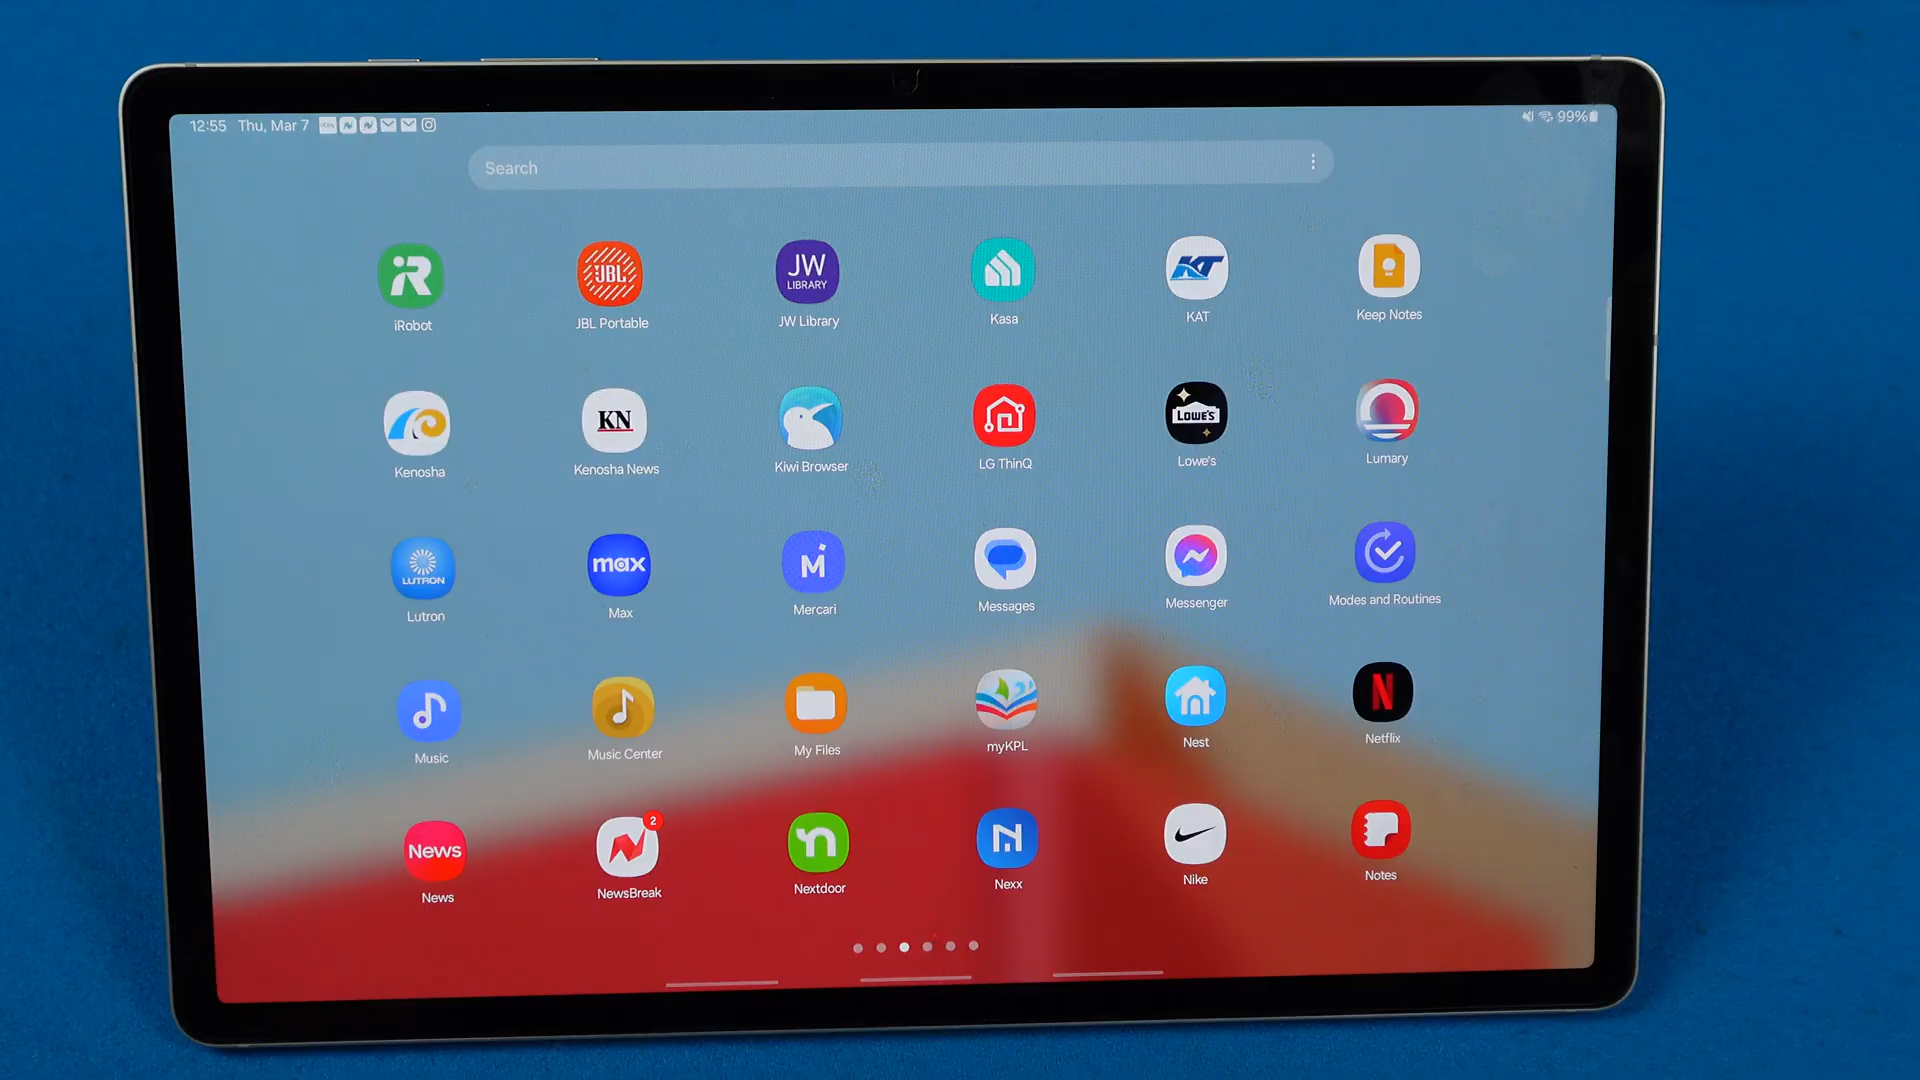 12:55 Thu, Mar 7
99%
Search
JBL
JW
LIBRARY
KT
iRobot
JBL Portable
JW Library
Kasa
KAT
Keep Notes
KN
LOWE'S
Kenosha
Kenosha News
Kiwi Browser
LG ThinQ
Lowe's
Lumary
LUTRON
max
M
Lutron
Max
Mercari
Messages
Messenger
Modes and Routines
N
Music
Music Center
My Files
myKPL
Nest
Netflix
News
2
n
N
News
NewsBreak
Nextdoor
Nexx
Nike
Notes